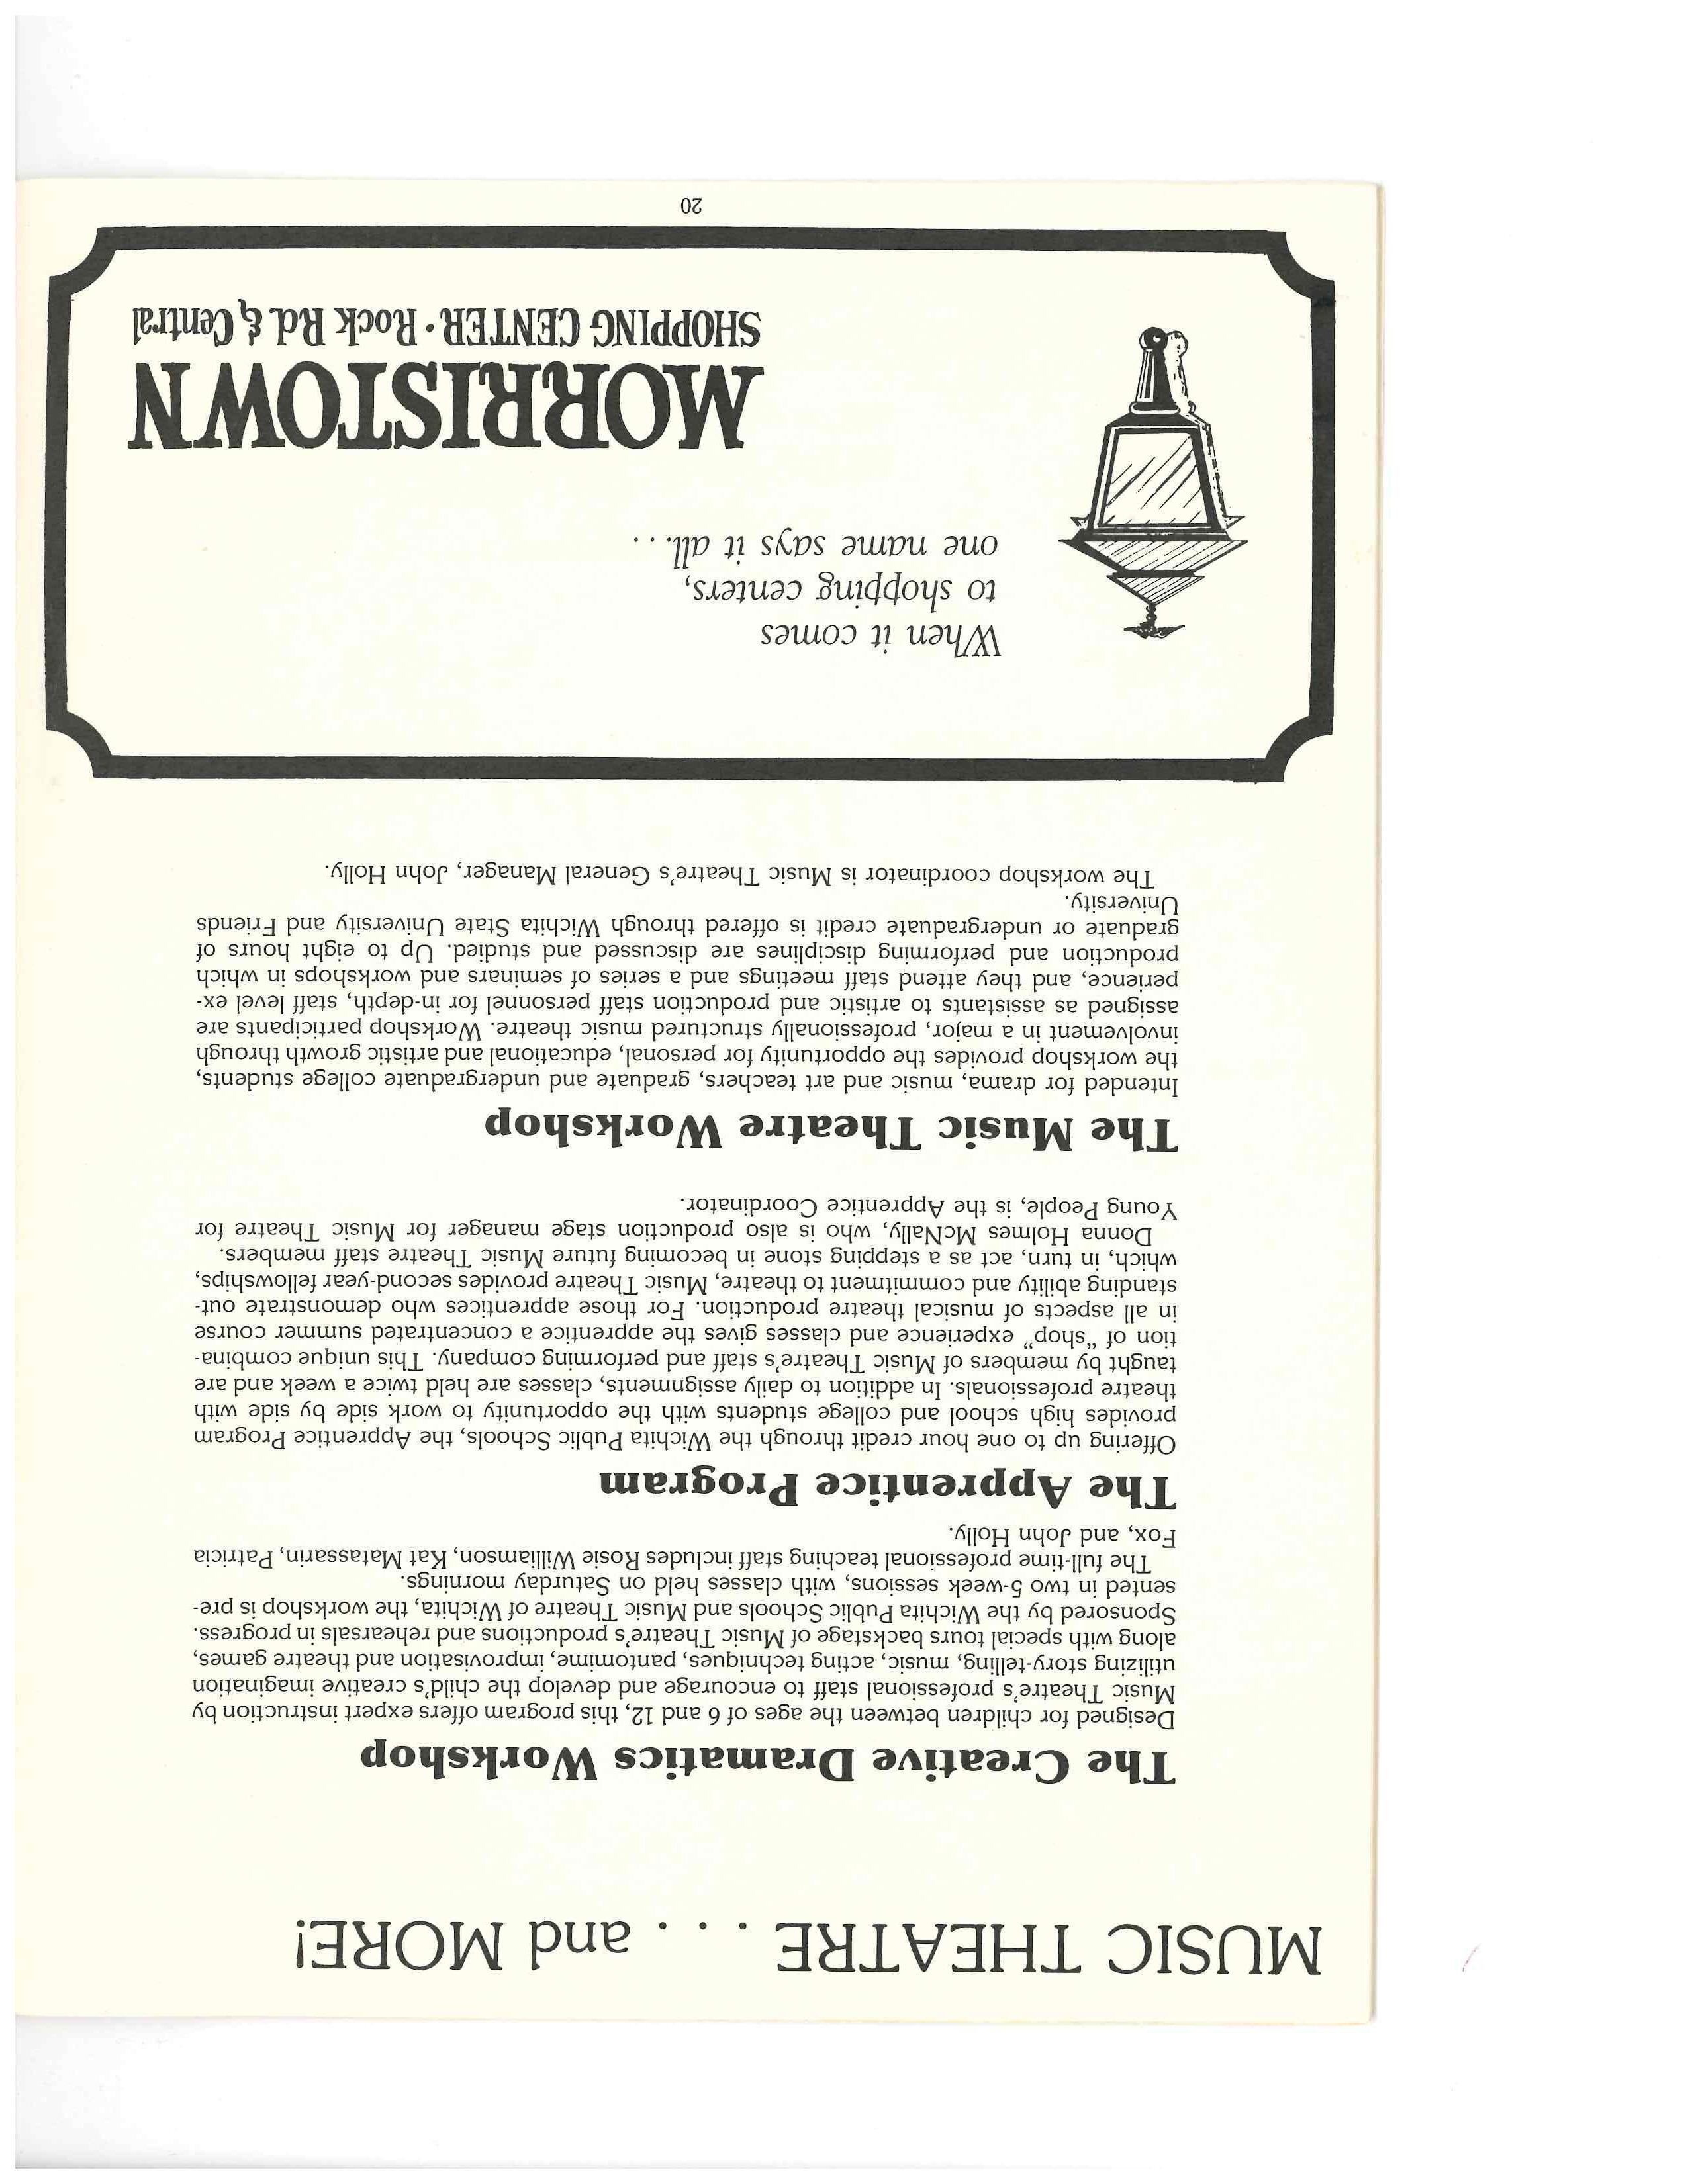 MUSIC THEATRE . . . and MORE!
The Creative Dramatics Workshop
Designed for children between the ages of 6 and 12, this program offers expert instruction by
Music Theatre's professional staff to encourage and develop the child's creative imagination
utilizing story-telling, music, acting techniques, pantomime, improvisation and theatre games,
along with special tours backstage of Music Theatre's productions and rehearsals in progress.
Sponsored by the Wichita Public Schools and Music Theatre of Wichita, the workshop is pre-
sented in two 5-week sessions, with classes held on Saturday mornings.
The full-time professional teaching staff includes Rosie Williamson, Kat Matassarin, Patricia
Fox, and John Holly.
The Apprentice Program
Offering up to one hour credit through the Wichita Public Schools, the Apprentice Program
provides high school and college students with the opportunity to work side by side with
theatre professionals. In addition to daily assignments, classes are held twice a week and are
taught by members of Music Theatre's staff and performing company. This unique combina-
tion of "shop" experience and classes gives the apprentice a concentrated summer course
in all aspects of musical theatre production. For those apprentices who demonstrate out-
standing ability and commitment to theatre, Music Theatre provides second-year fellowships,
which, in turn, act as a stepping stone in becoming future Music Theatre staff members.
Donna Holmes McNally, who is also production stage manager for Music Theatre for
Young People, is the Apprentice Coordinator.
The Music Theatre Workshop
Intended for drama, music and art teachers, graduate and undergraduate college students,
the workshop provides the opportunity for personal, educational and artistic growth through
involvement in a major, professionally structured music theatre. Workshop participants are
assigned as assistants to artistic and production staff personnel for in-depth, staff level ex-
perience, and they attend staff meetings and a series of seminars and workshops in which
production and performing disciplines are discussed and studied. Up to eight hours of
graduate or undergraduate credit is offered through Wichita State University and Friends
University.
The workshop coordinator is Music Theatre's General Manager, John Holly.
When it comes
to shopping centers,
one name says it all. . .
MORRISTOWN
SHOPPING CENTER • Rock Rd. & Central
20